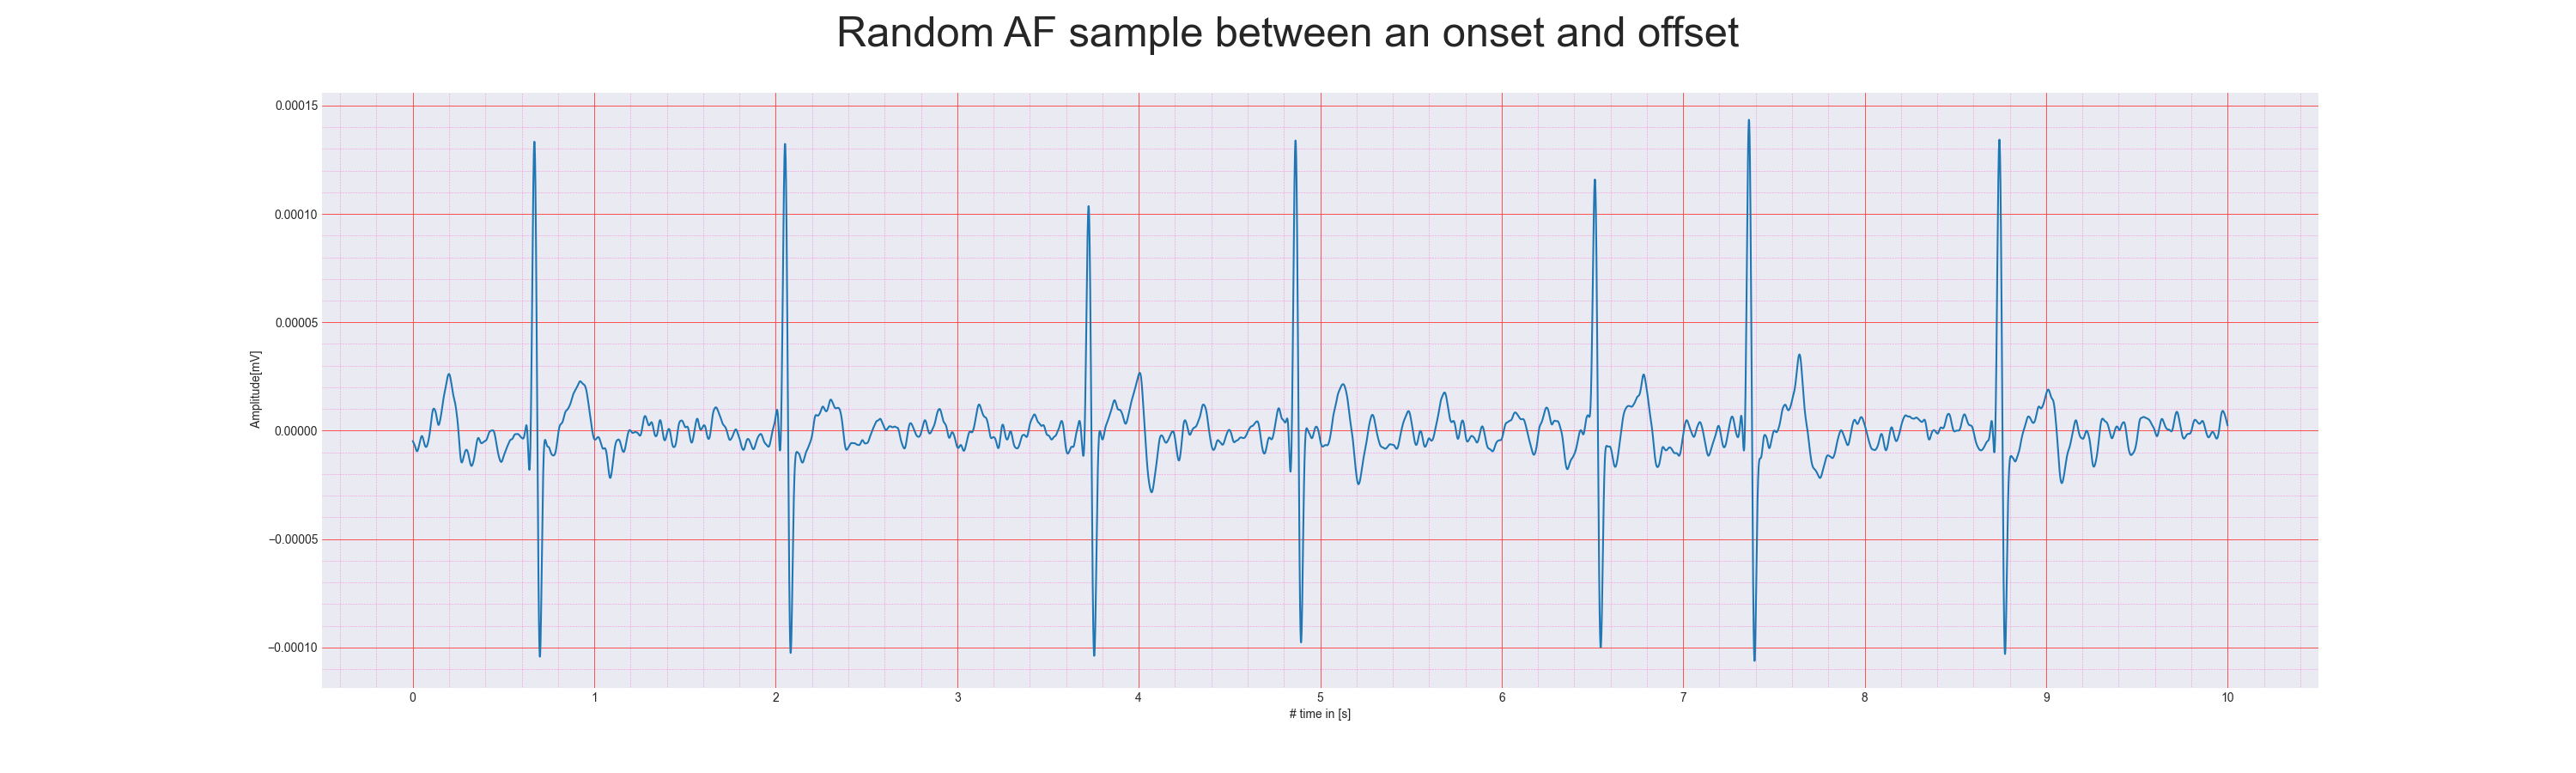 Random AF sample between an onset and offset
0.00015
0.00010
0.00005
0.00000
−0.00005
−0.00010
Amplitude[mV]
0 1 2 3 4 5 6 7 8 9 10
# time in [s]